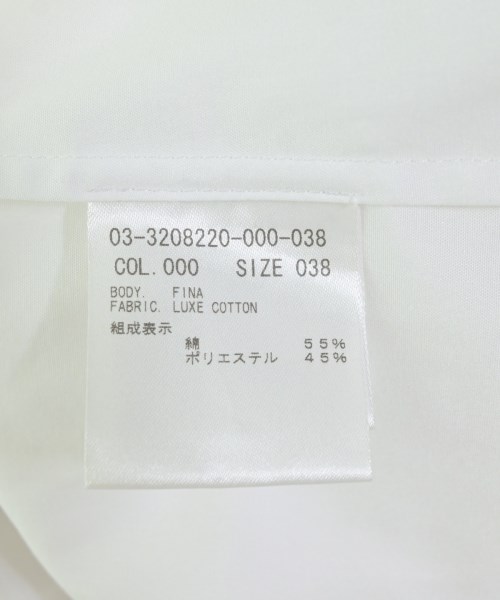 03-3208220-000-038
COL. 000 SIZE 038
BODY. FINA
FABRIC. LUXE COTTON
組成表示
綿 55%
ポリエステル 45%